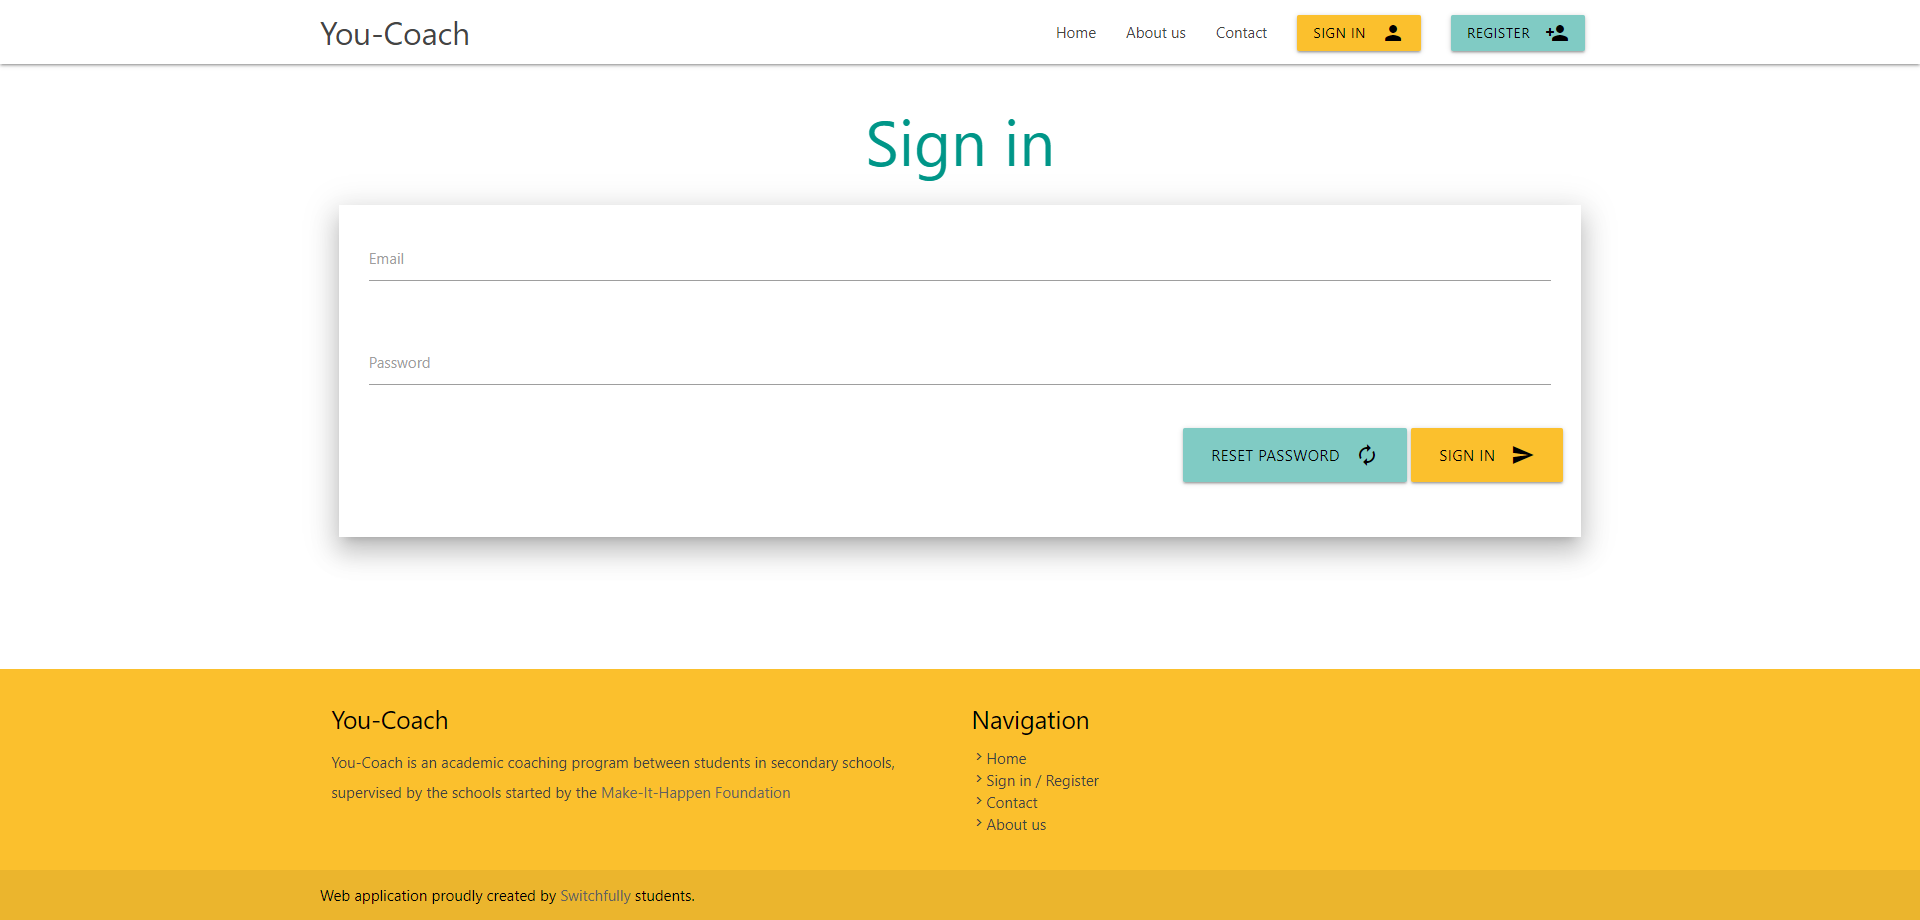 You-Coach
Home
About us
Contact
SIGN IN
REGISTER
Sign in
Email
Password
RESET PASSWORD
SIGN IN
You-Coach
You-Coach is an academic coaching program between students in secondary schools,
supervised by the schools started by the Make-It-Happen Foundation
Navigation
Home
Sign in / Register
Contact
About us
Web application proudly created by Switchfully students.